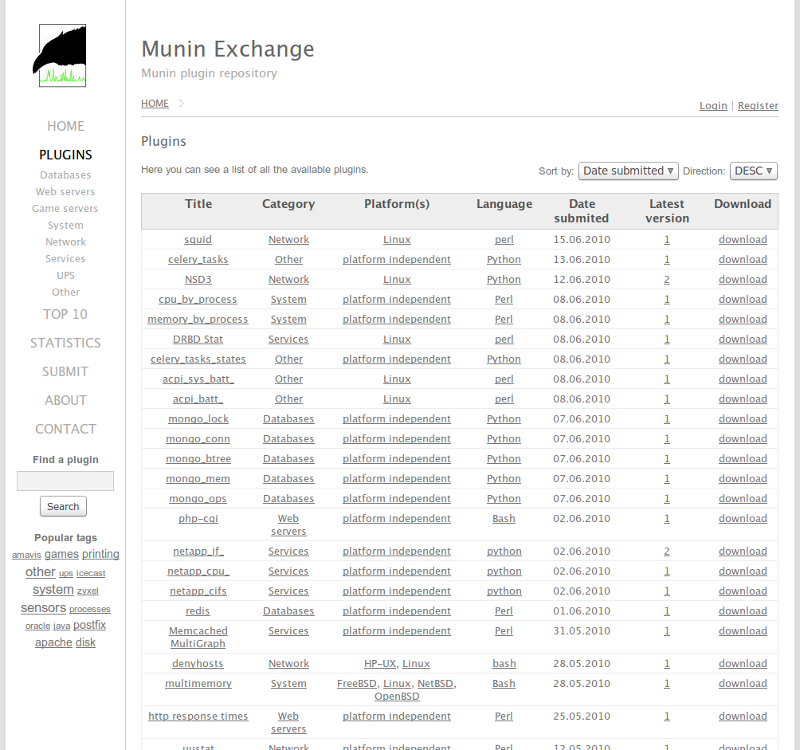 Munin Exchange
Munin plugin repository
HOME
Login | Register
HOME
PLUGINS
Databases
Web servers
Game servers
System
Network
Services
UPS
Other
TOP 10
STATISTICS
SUBMIT
ABOUT
CONTACT
Find a plugin
Search
Popular tags
amavis games printing
other ups icecast
system zyxel
sensors processes
oracle java postfix
apache disk
Plugins
Here you can see a list of all the available plugins.
Sort by: Date submitted Direction: DESC
Title Category Platform(s) Language Date submited Latest version Download
squid Network Linux perl 15.06.2010 1 download
celery_tasks Other platform independent Python 13.06.2010 1 download
NSD3 Network Linux Python 12.06.2010 2 download
cpu_by_process System platform independent Perl 08.06.2010 1 download
memory_by_process System platform independent Perl 08.06.2010 1 download
DRBD Stat Services Linux perl 08.06.2010 1 download
celery_tasks_states Other platform independent Python 08.06.2010 1 download
acpi_sys_batt_ Other Linux perl 08.06.2010 1 download
acpi_batt_ Other Linux perl 08.06.2010 1 download
mongo_lock Databases platform independent Python 07.06.2010 1 download
mongo_conn Databases platform independent Python 07.06.2010 1 download
mongo_btree Databases platform independent Python 07.06.2010 1 download
mongo_mem Databases platform independent Python 07.06.2010 1 download
mongo_ops Databases platform independent Python 07.06.2010 1 download
php-cgi Web servers platform independent Bash 02.06.2010 1 download
netapp_if_ Services platform independent python 02.06.2010 2 download
netapp_cpu_ Services platform independent python 02.06.2010 1 download
netapp_cifs Services platform independent python 02.06.2010 1 download
redis Databases platform independent Perl 01.06.2010 1 download
Memcached MultiGraph Services platform independent Perl 31.05.2010 1 download
denyhosts Network HP-UX, Linux bash 28.05.2010 1 download
multimemory System FreeBSD, Linux, NetBSD, OpenBSD Bash 28.05.2010 1 download
http response times Web servers platform independent Perl 25.05.2010 1 download
uustat Network platform independent Perl 12.05.2010 1 download